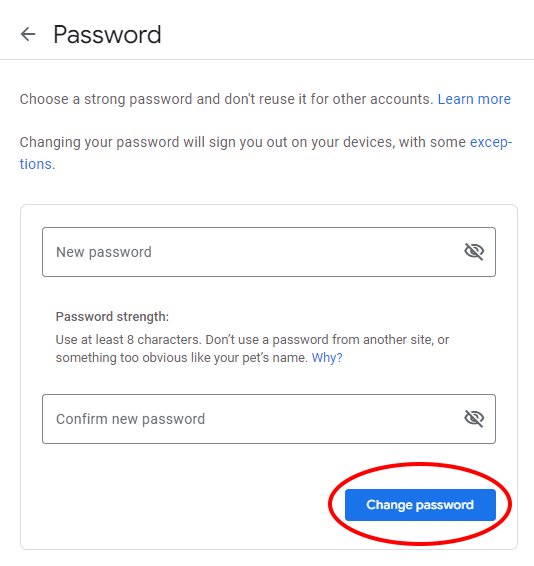 Password
Choose a strong password and don't reuse it for other accounts. Learn more
Changing your password will sign you out on your devices, with some excep-
tions.
New password
Password strength:
Use at least 8 characters. Don’t use a password from another site, or
something too obvious like your pet’s name. Why?
Confirm new password
Change password